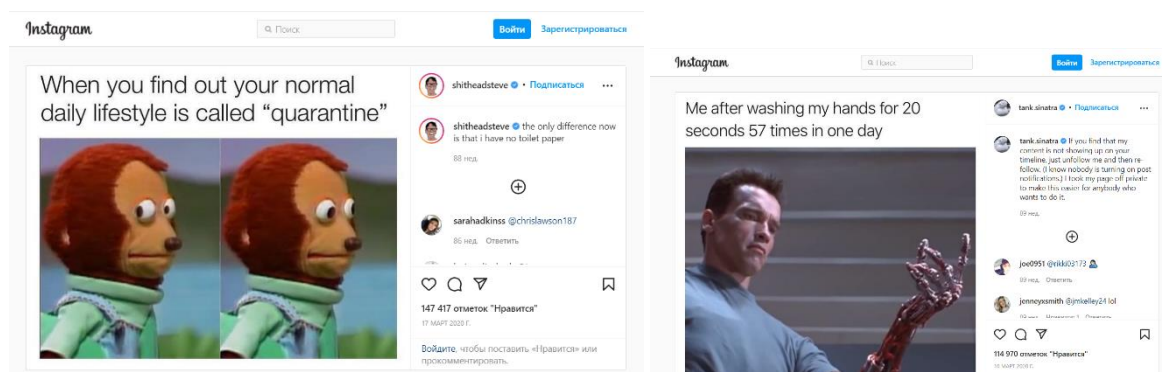 Instagram
Поиск
Войти Зарегистрироваться
When you find out your normal
daily lifestyle is called “quarantine”
shitheadsteve • Подписаться
shitheadsteve the only difference now
is that i have no toilet paper
88 нед.
sarahadkinss @chrislawson187
86 нед. Ответить
147 417 отметок "Нравится"
17 МАРТ 2020 Г.
Войдите, чтобы поставить «Нравится» или
прокомментировать.
Instagram
Поиск
Войти Зарегистрироваться
Me after washing my hands for 20
seconds 57 times in one day
tank.sinatra • Подписаться
tank.sinatra If you find that my
content is not showing up on your
timeline, just unfollow me and then re-
follow. (I know nobody is turning on post
notifications.) I took my page off private
to make this easier for anybody who
wants to do it.
joe0951 @rikki03173
Ответить
jenneyxsmith @jmkelley24 lol
114 970 отметок "Нравится"